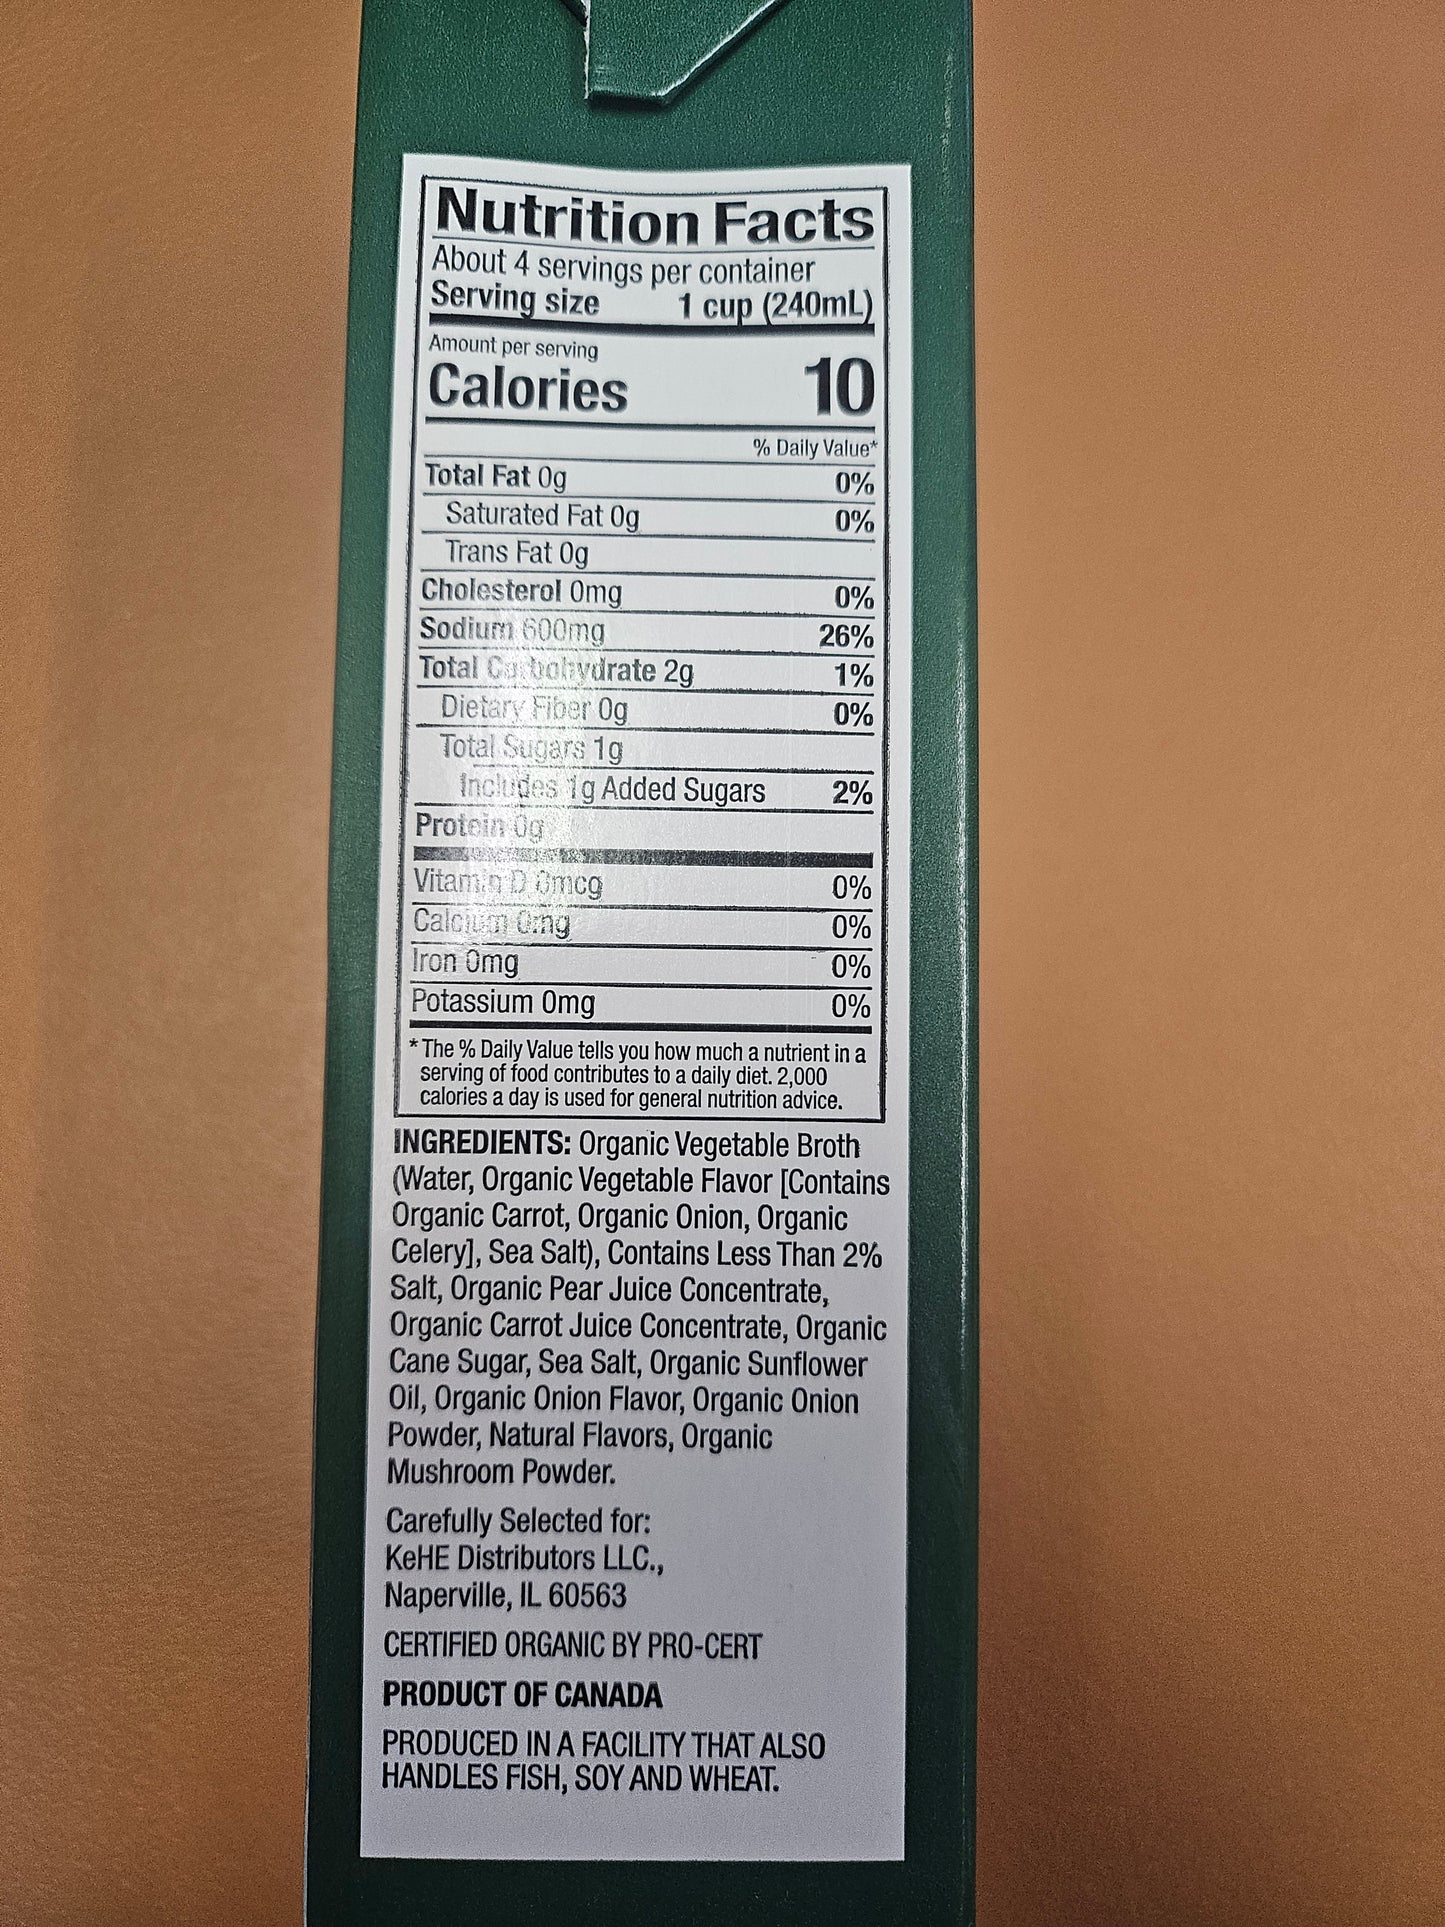 Nutrition Facts
About 4 servings per container
Serving size 1 cup (240mL)
Amount per serving
Calories 10
% Daily Value*
Total Fat 0g 0%
Saturated Fat 0g 0%
Trans Fat 0g
Cholesterol 0mg 0%
Sodium 600mg 26%
Total Carbohydrate 2g 1%
Dietary Fiber 0g 0%
Total Sugars 1g
Includes 1g Added Sugars 2%
Protein 0g
Vitamin D 0mcg 0%
Calcium 0mg 0%
Iron 0mg 0%
Potassium 0mg 0%
* The % Daily Value tells you how much a nutrient in a
serving of food contributes to a daily diet. 2,000
calories a day is used for general nutrition advice.
INGREDIENTS: Organic Vegetable Broth
(Water, Organic Vegetable Flavor [Contains
Organic Carrot, Organic Onion, Organic
Celery], Sea Salt), Contains Less Than 2%
Salt, Organic Pear Juice Concentrate,
Organic Carrot Juice Concentrate, Organic
Cane Sugar, Sea Salt, Organic Sunflower
Oil, Organic Onion Flavor, Organic Onion
Powder, Natural Flavors, Organic
Mushroom Powder.
Carefully Selected for:
KeHE Distributors LLC.,
Naperville, IL 60563
CERTIFIED ORGANIC BY PRO-CERT
PRODUCT OF CANADA
PRODUCED IN A FACILITY THAT ALSO
HANDLES FISH, SOY AND WHEAT.